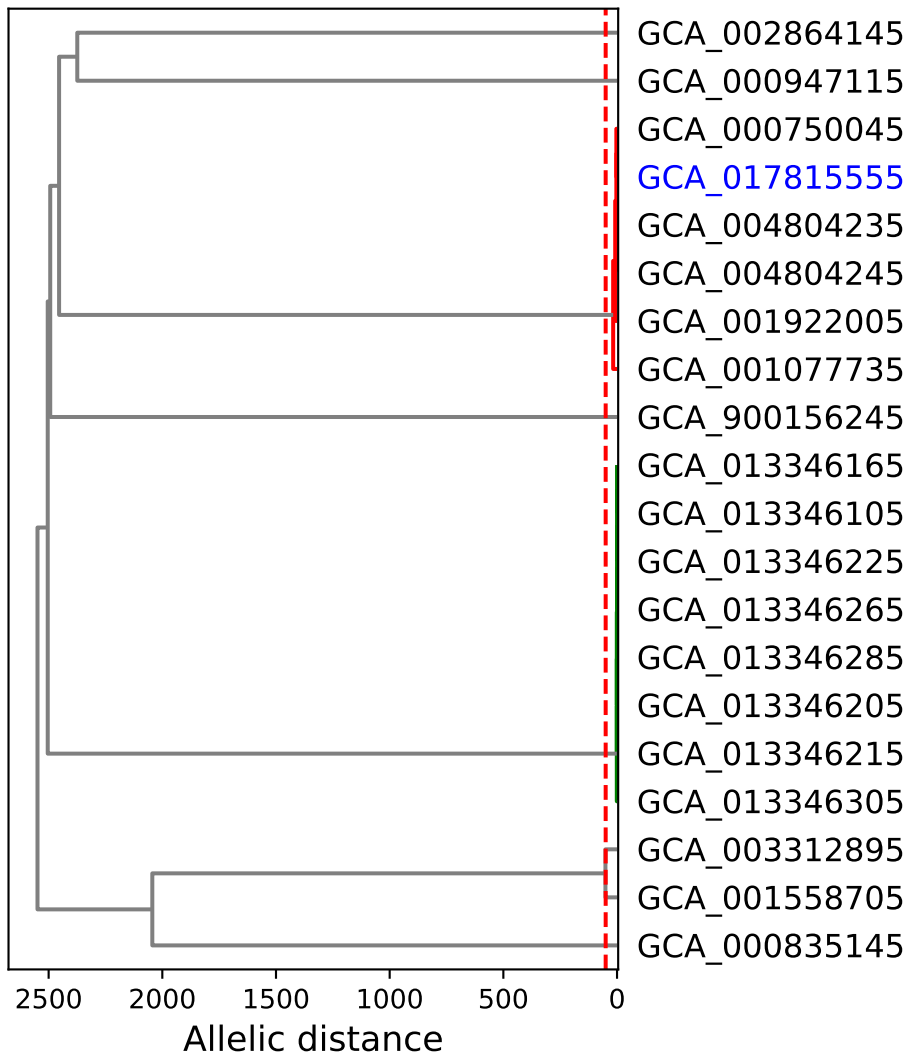 GCA_002864145
GCA_000947115
GCA_000750045
GCA_017815555
GCA_004804235
GCA_004804245
GCA_001922005
GCA_001077735
GCA_900156245
GCA_013346165
GCA_013346105
GCA_013346225
GCA_013346265
GCA_013346285
GCA_013346205
GCA_013346215
GCA_013346305
GCA_003312895
GCA_001558705
GCA_000835145
2500 2000 1500 1000 500 0
Allelic distance